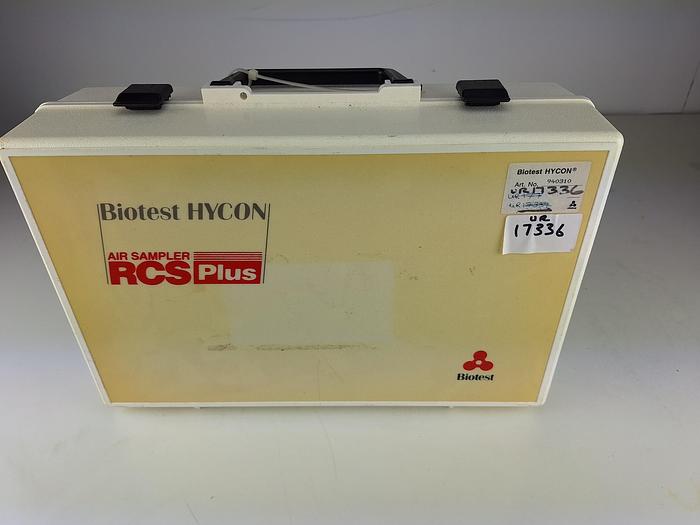 Biotest HYCON
AIR SAMPLER
RCS Plus
Biotest HYCON®
Art. No. 940310
UR17336
UR
17336
Biotest